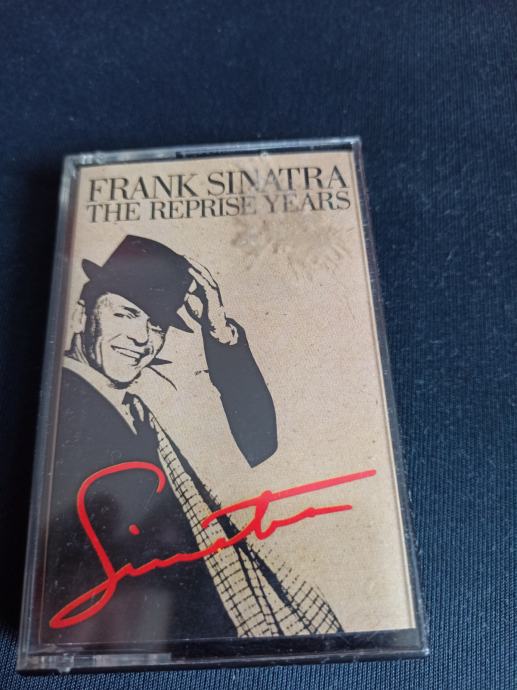 FRANK SINATRA
THE REPRISE YEARS
Sinatra